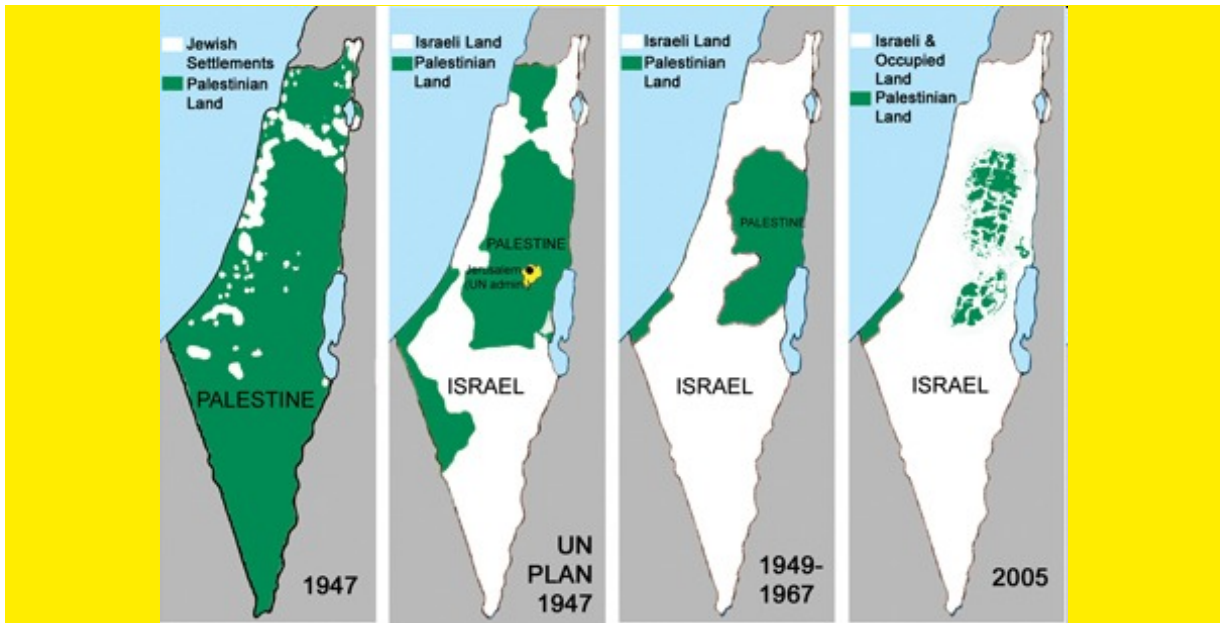 Jewish
Settlements
Palestinian
Land
PALESTINE
1947
Israeli Land
Palestinian
Land
PALESTINE
Jerusalem
(UN admin)
ISRAEL
UN
PLAN
1947
Israeli Land
Palestinian
Land
PALESTINE
ISRAEL
1949-
1967
Israeli &
Occupied
Land
Palestinian
Land
ISRAEL
2005